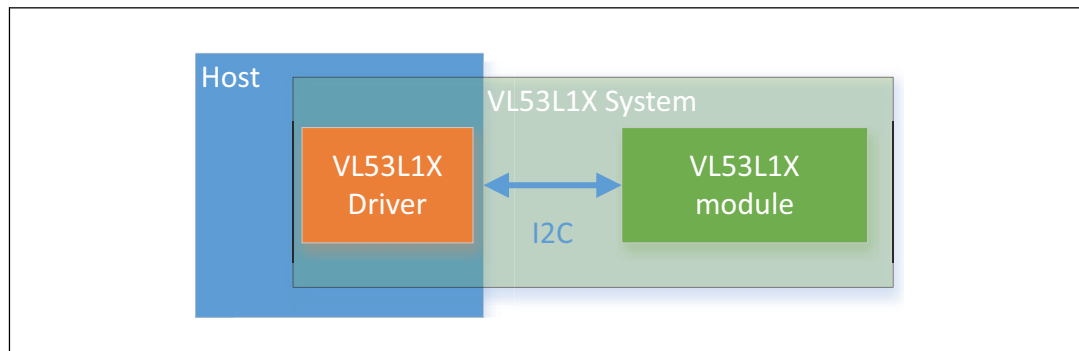 Host
VL53L1X System
VL53L1X
Driver
I2C
VL53L1X
module